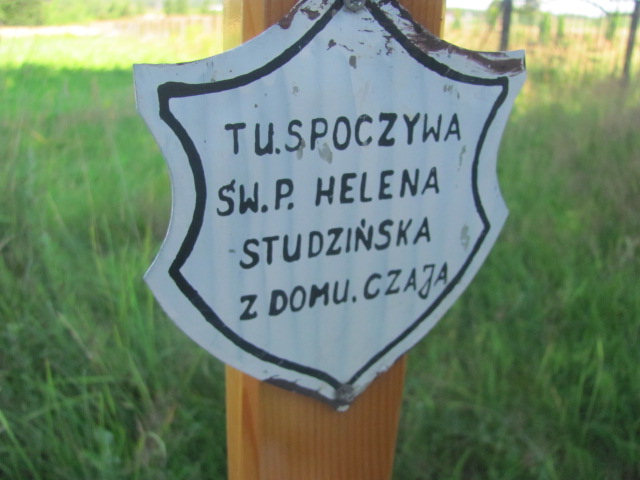 TU.SPOCZYWA
ŚW.P. HELENA
STUDZIŃSKA
Z DOMU.CZAJA